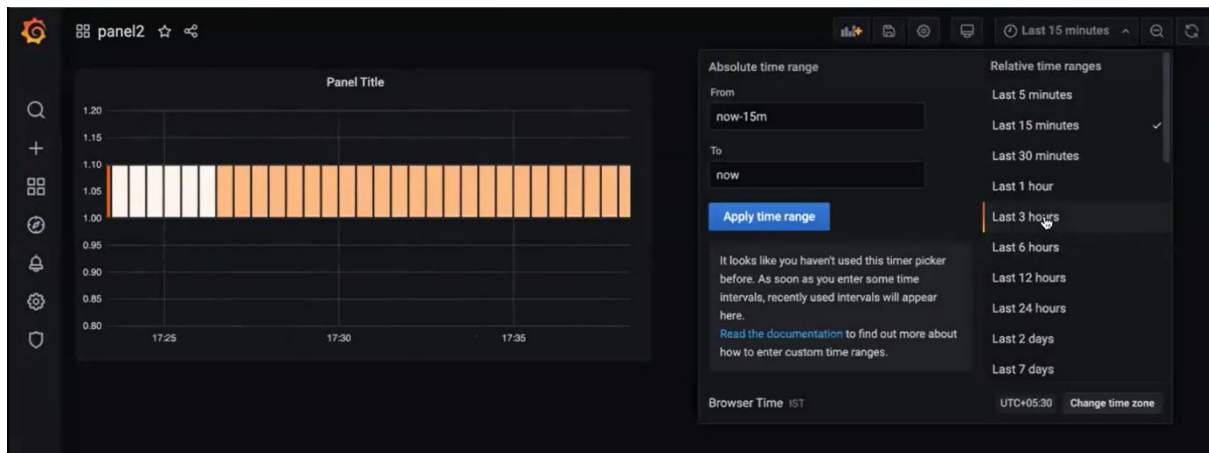 panel2
Last 15 minutes
Panel Title
1.20
1.15
1.10
1.05
1.00
0.95
0.90
0.85
0.80
17:25
17:30
17:35
Absolute time range
From
now-15m
To
now
Apply time range
It looks like you haven't used this timer picker
before. As soon as you enter some time
intervals, recently used intervals will appear
here.
Read the documentation to find out more about
how to enter custom time ranges.
Relative time ranges
Last 5 minutes
Last 15 minutes
Last 30 minutes
Last 1 hour
Last 3 hours
Last 6 hours
Last 12 hours
Last 24 hours
Last 2 days
Last 7 days
Browser Time IST
UTC+05:30
Change time zone